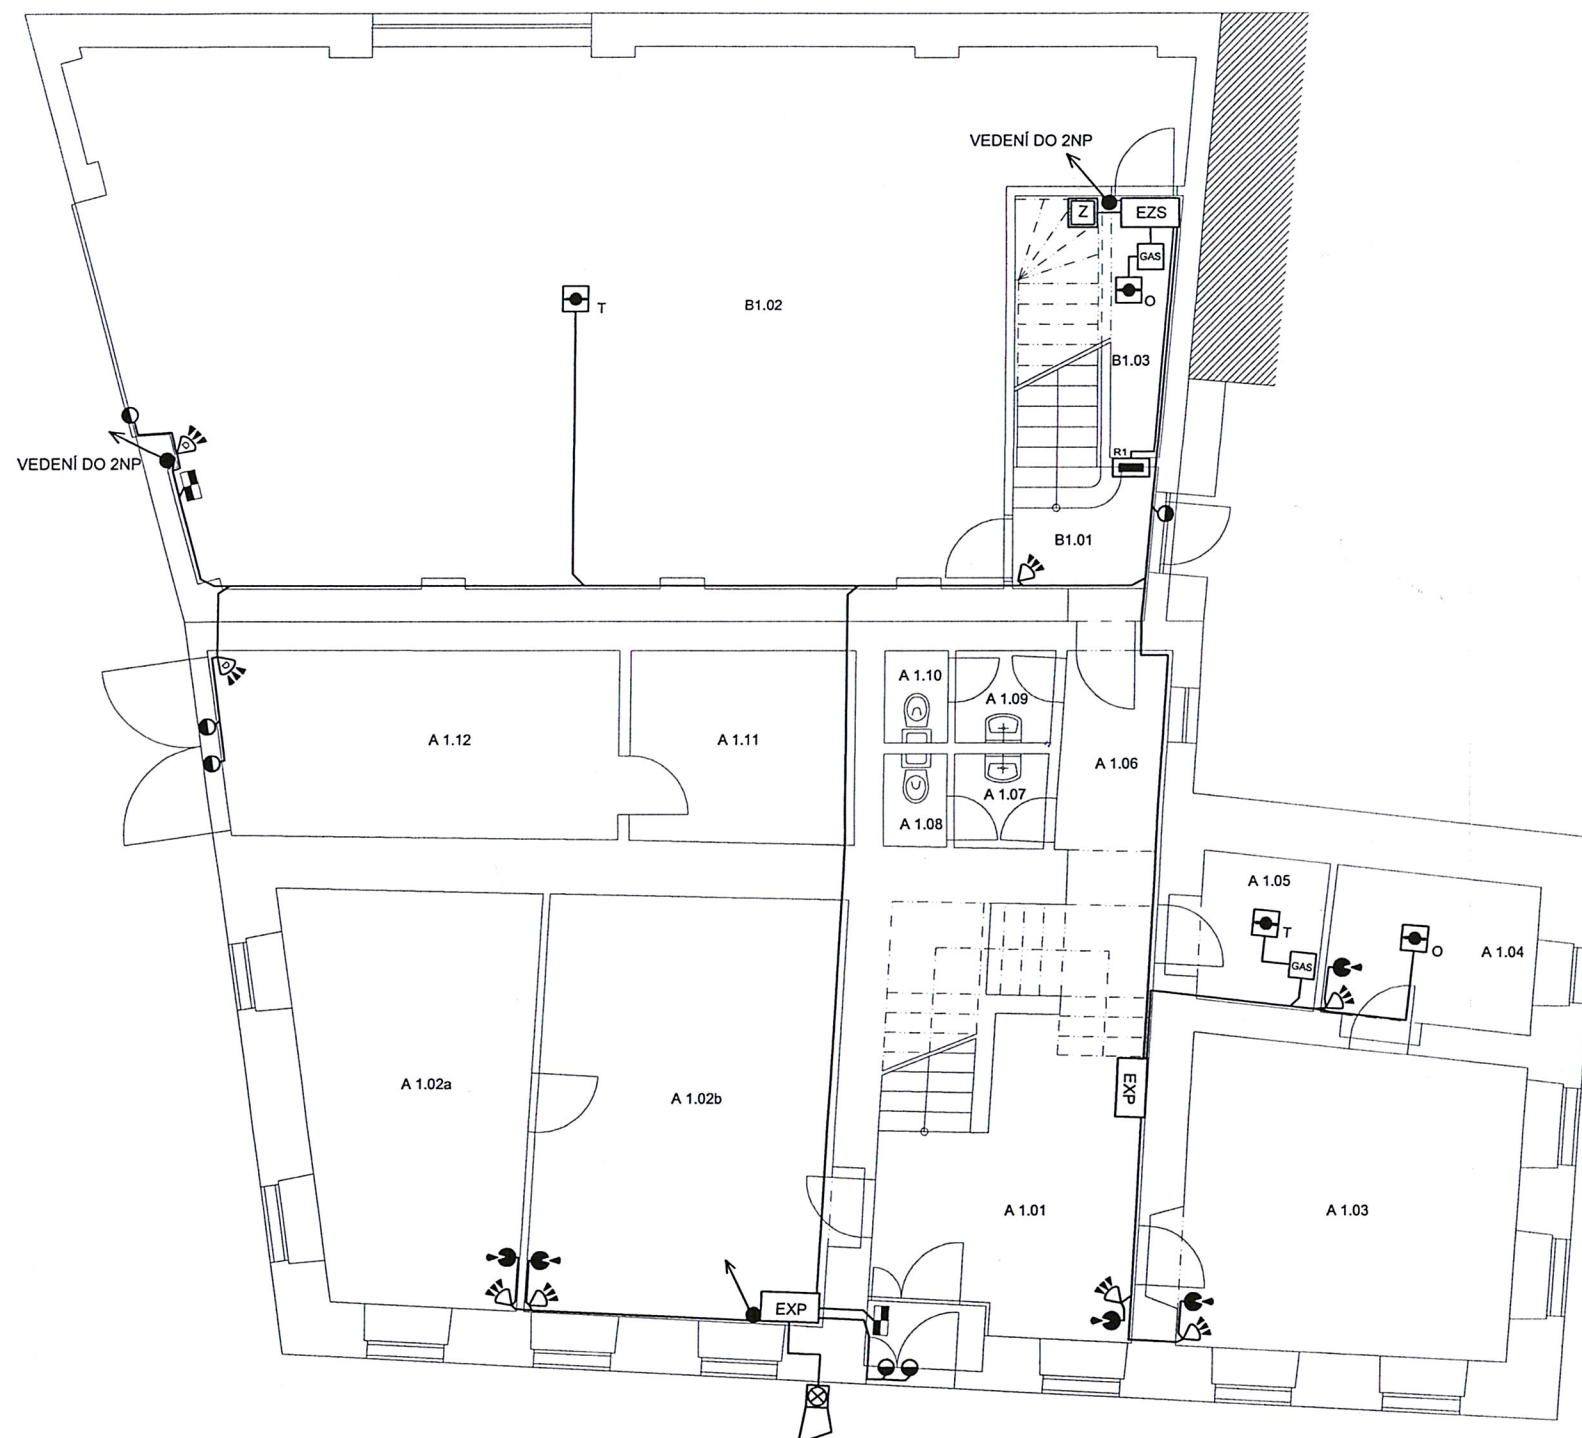 VEDENÍ DO 2NP
Z
EZS
GAS
T
B1.02
O
B1.03
R1
VEDENÍ DO 2NP
B1.01
A 1.10
A 1.09
A 1.12
A 1.11
A 1.06
A 1.07
A 1.08
A 1.05
T
GAS
O
A 1.04
A 1.02a
A 1.02b
EXP
A 1.01
A 1.03
EXP